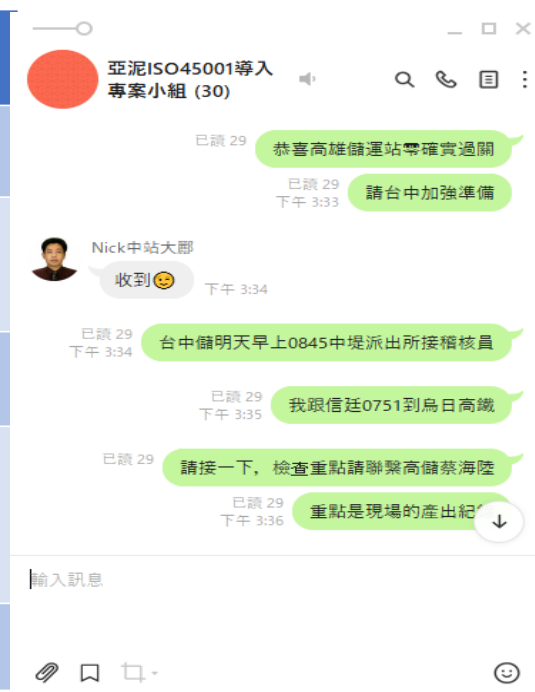 亞泥ISO45001導入
專案小組 (30)
已讀 29
恭喜高雄儲運站零確實過關
已讀 29
下午 3:33
請台中加強準備
Nick中站大郿
收到😉
下午 3:34
已讀 29
下午 3:34
台中儲明天早上0845中堤派出所接稽核員
已讀 29
下午 3:35
我跟信廷0751到烏日高鐵
已讀 29
請接一下，檢查重點請聯繫高儲蔡海陸
已讀 29
下午 3:36
重點是現場的產出紀
輸入訊息